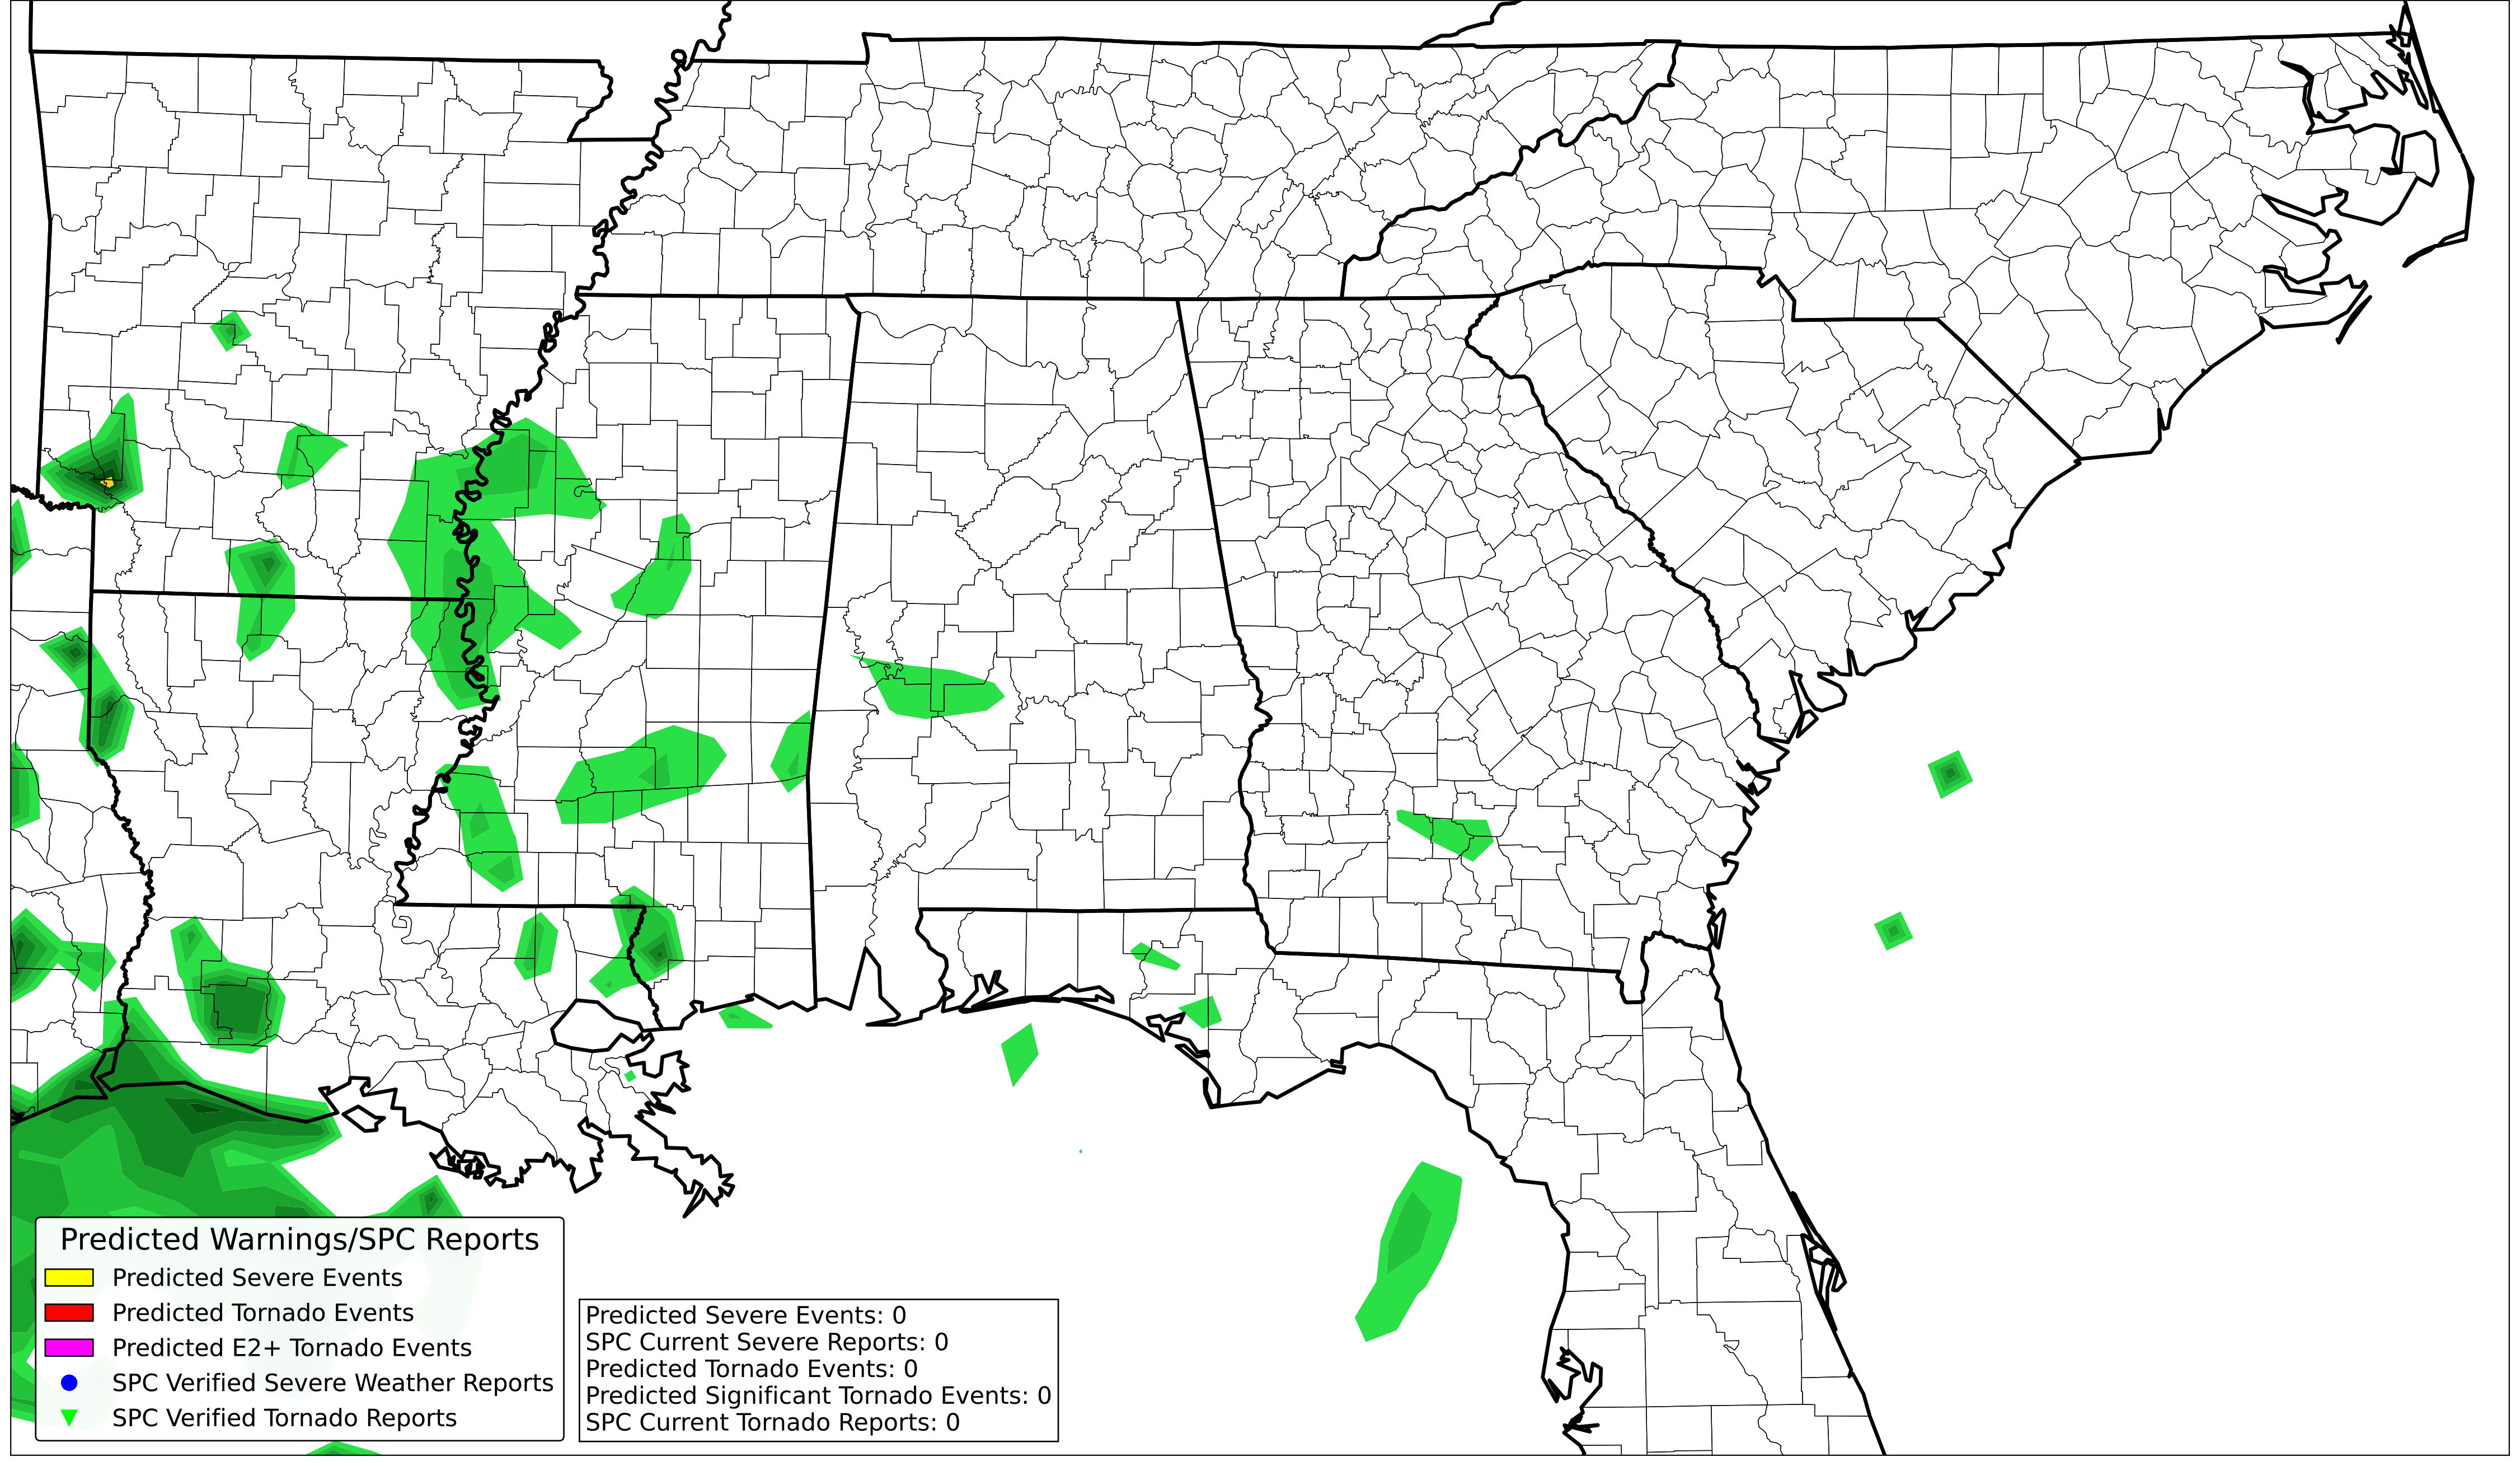 Predicted Warnings/SPC Reports
Predicted Severe Events
Predicted Tornado Events
Predicted E2+ Tornado Events
SPC Verified Severe Weather Reports
SPC Verified Tornado Reports
Predicted Severe Events: 0
SPC Current Severe Reports: 0
Predicted Tornado Events: 0
Predicted Significant Tornado Events: 0
SPC Current Tornado Reports: 0